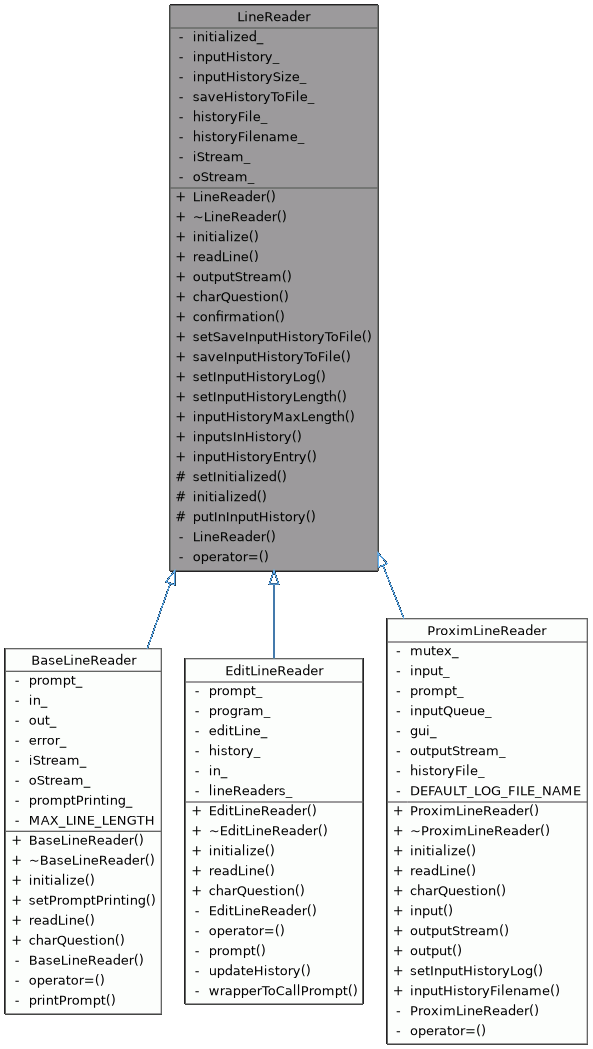 LineReader
- initialized_
- inputHistory_
- inputHistorySize_
- saveHistoryToFile_
- historyFile_
- historyFilename_
- iStream_
- oStream_
+ LineReader()
+ ~LineReader()
+ initialize()
+ readLine()
+ outputStream()
+ charQuestion()
+ confirmation()
+ setSaveInputHistoryToFile()
+ saveInputHistoryToFile()
+ setInputHistoryLog()
+ setInputHistoryLength()
+ inputHistoryMaxLength()
+ inputsInHistory()
+ inputHistoryEntry()
# setInitialized()
# initialized()
# putInInputHistory()
- LineReader()
- operator=()
BaseLineReader
- prompt_
- in_
- out_
- error_
- iStream_
- oStream_
- promptPrinting_
- MAX_LINE_LENGTH
+ BaseLineReader()
+ ~BaseLineReader()
+ initialize()
+ setPromptPrinting()
+ readLine()
+ charQuestion()
- BaseLineReader()
- operator=()
- printPrompt()
EditLineReader
- prompt_
- program_
- editLine_
- history_
- in_
- lineReaders_
+ EditLineReader()
+ ~EditLineReader()
+ initialize()
+ readLine()
+ charQuestion()
- EditLineReader()
- operator=()
- prompt()
- updateHistory()
- wrapperToCallPrompt()
ProximLineReader
- mutex_
- input_
- prompt_
- inputQueue_
- gui_
- outputStream_
- historyFile_
- DEFAULT_LOG_FILE_NAME
+ ProximLineReader()
+ ~ProximLineReader()
+ initialize()
+ readLine()
+ charQuestion()
+ input()
+ outputStream()
+ output()
+ setInputHistoryLog()
+ inputHistoryFilename()
- ProximLineReader()
- operator=()